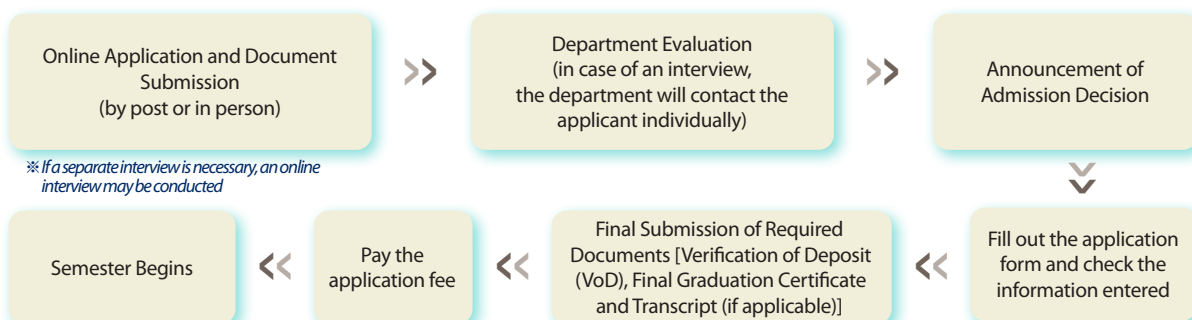 Online Application and Document
Submission
(by post or in person)
Department Evaluation
(in case of an interview,
the department will contact the
applicant individually)
Announcement of
Admission Decision
※ If a separate interview is necessary, an online
interview may be conducted
Fill out the application
form and check the
information entered
Final Submission of Required
Documents [Verification of Deposit
(VoD), Final Graduation Certificate
and Transcript (if applicable)]
Pay the
application fee
Semester Begins